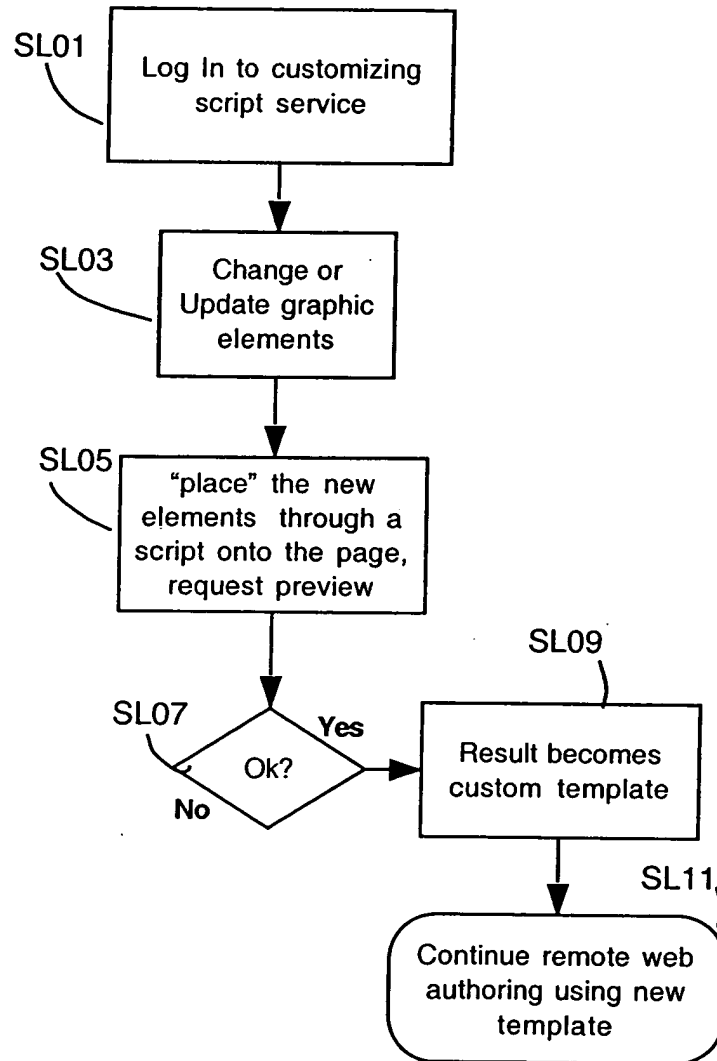 SL01
Log In to customizing
script service
SL03
Change or
Update graphic
elements
SL05
"place" the new
elements through a
script onto the page,
request preview
SL09
SL07
Yes
Ok?
No
Result becomes
custom template
SL11
Continue remote web
authoring using new
template